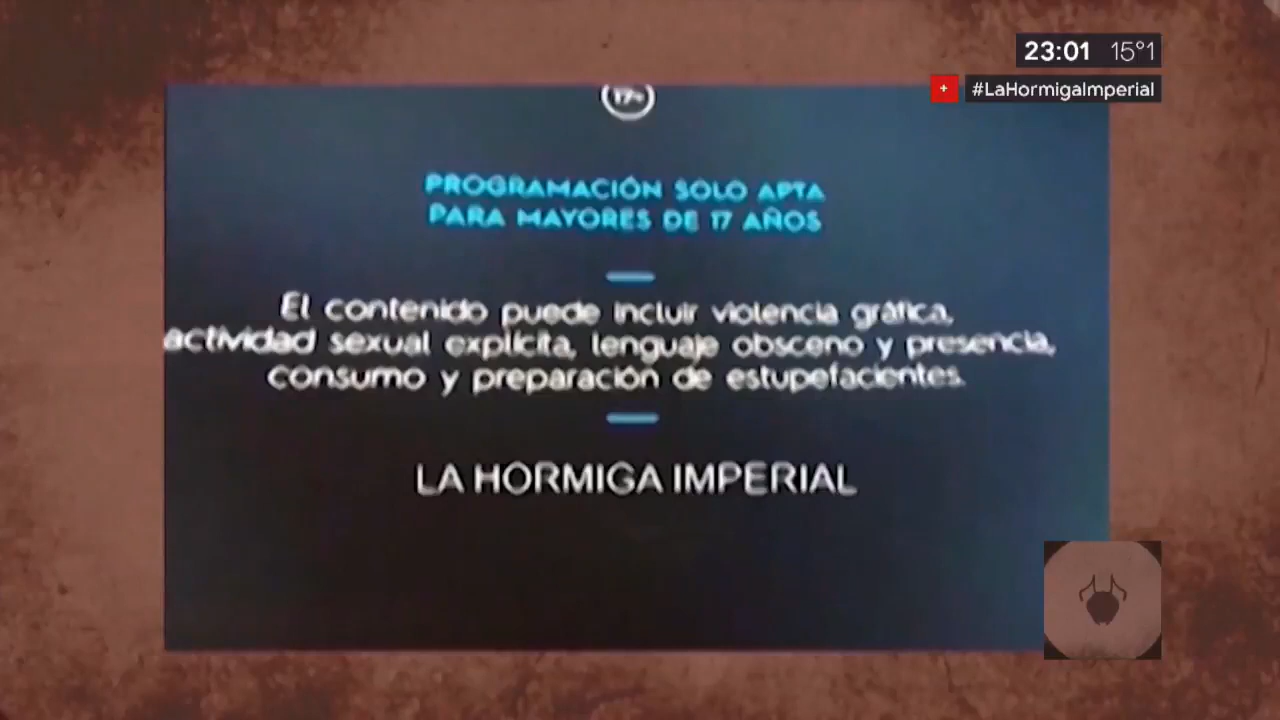 23:01 15°1
+ #LaHormigaImperial
17+
PROGRAMACIÓN SOLO APTA
PARA MAYORES DE 17 AÑOS
El contenido puede incluir violencia gráfica,
actividad sexual explícita, lenguaje obsceno y presencia,
consumo y preparación de estupefacientes.
LA HORMIGA IMPERIAL